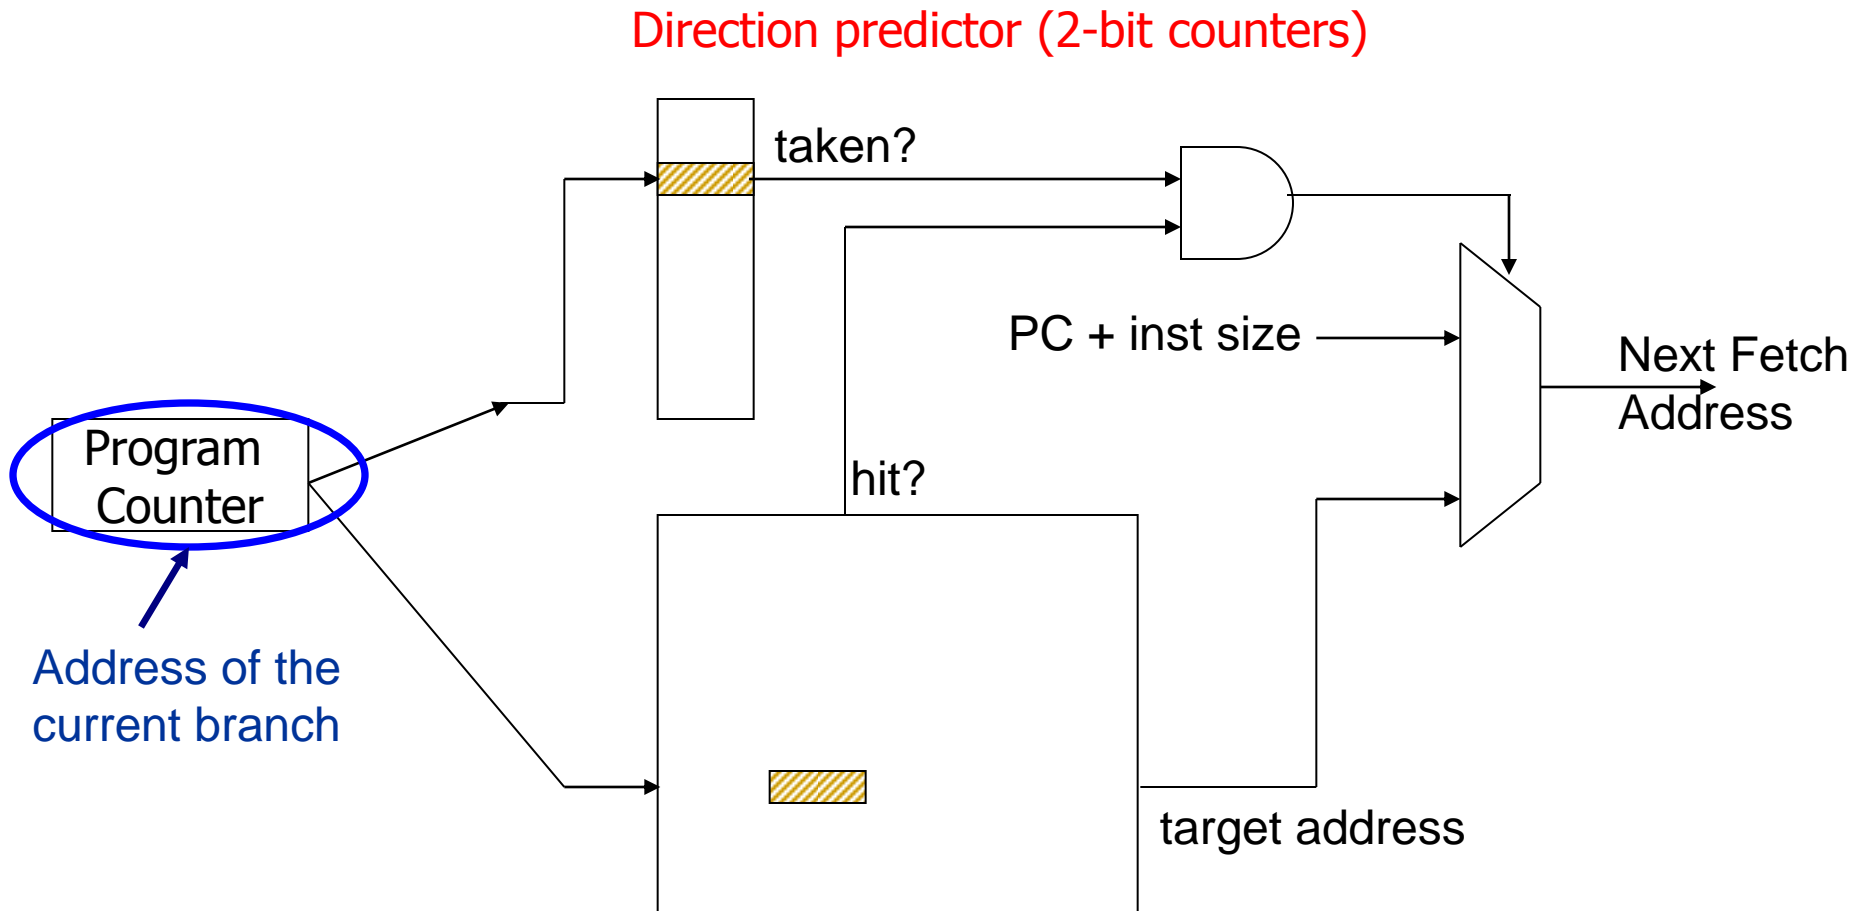 Direction predictor (2-bit counters)
taken?
PC + inst size
Next Fetch
Address
Program
Counter
hit?
Address of the
current branch
target address